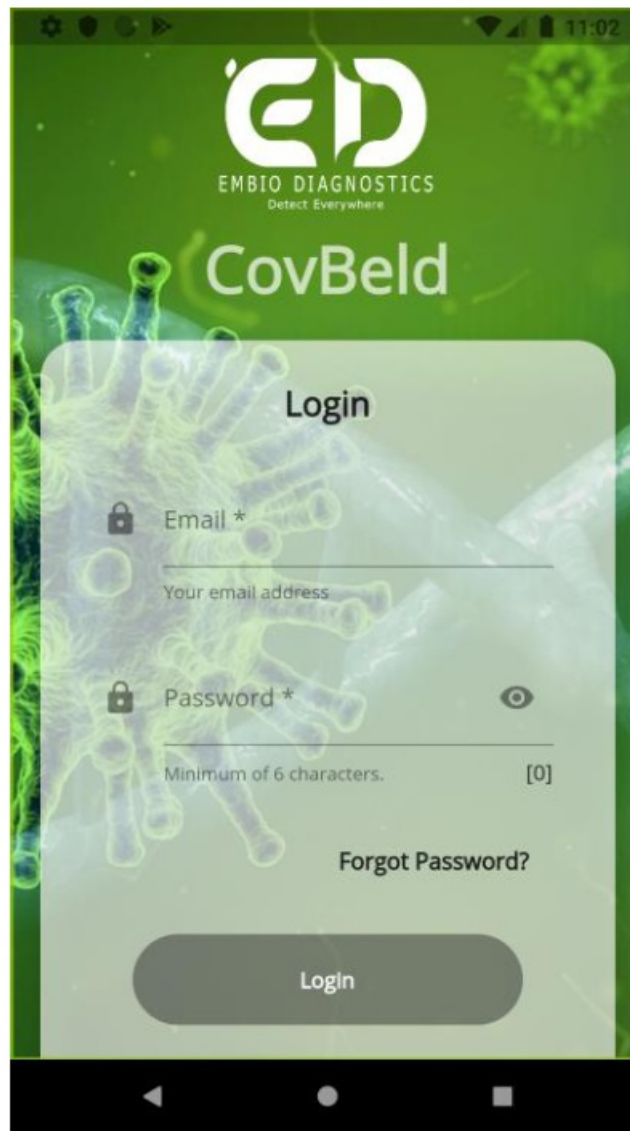 11:02
ED
EMBIO DIAGNOSTICS
Detect Everywhere
CovBeld
Login
Email *
Your email address
Password *
Minimum of 6 characters.
[0]
Forgot Password?
Login